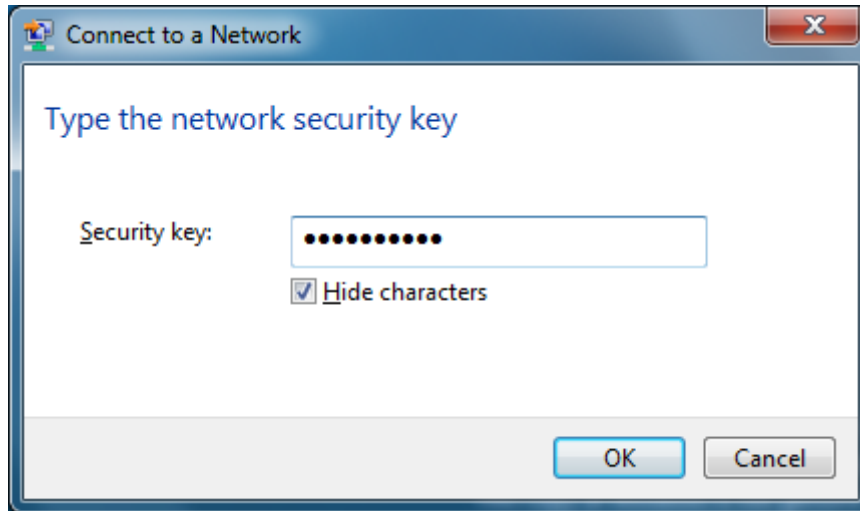 Connect to a Network
Type the network security key
Security key: ••••••••••
Hide characters
OK Cancel